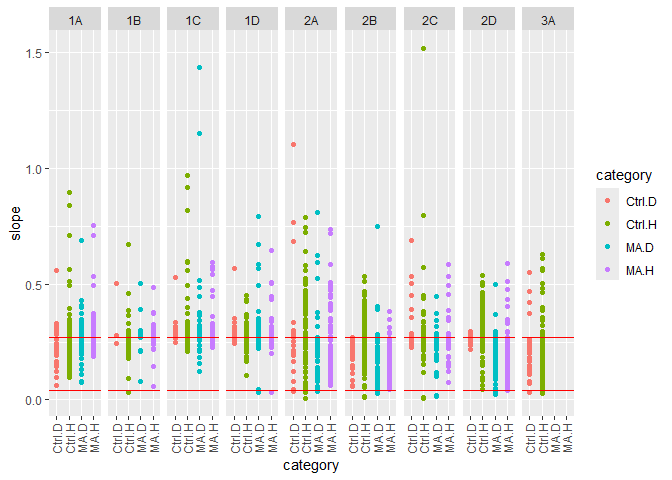 1A 1B 1C 1D 2A 2B 2C 2D 3A
1.5
1.0
0.5
0.0
slope
Ctrl.D Ctrl.H MA.D MA.H Ctrl.D Ctrl.H MA.D MA.H Ctrl.D Ctrl.H MA.D MA.H Ctrl.D Ctrl.H MA.D MA.H Ctrl.D Ctrl.H MA.D MA.H Ctrl.D Ctrl.H MA.D MA.H Ctrl.D Ctrl.H MA.D MA.H Ctrl.D Ctrl.H MA.D MA.H Ctrl.D Ctrl.H MA.D MA.H
category
category
Ctrl.D
Ctrl.H
MA.D
MA.H